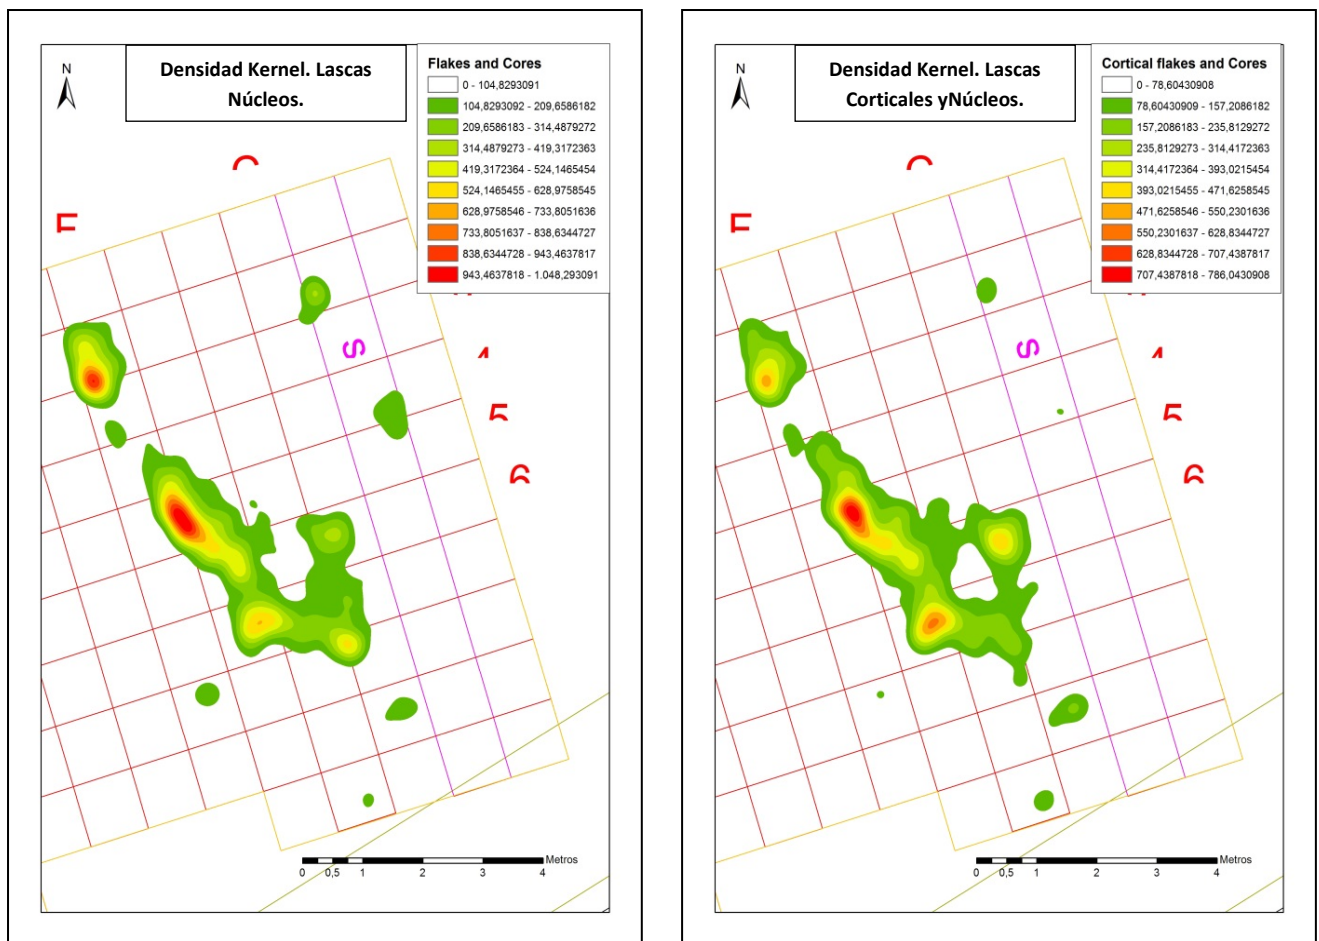 N
Densidad Kernel. Lascas
Núcleos.
Flakes and Cores
0 - 104,8293091
104,8293092 - 209,6586182
209,6586183 - 314,4879272
314,4879273 - 419,3172363
419,3172364 - 524,1465454
524,1465455 - 628,9758545
628,9758546 - 733,8051636
733,8051637 - 838,6344727
838,6344728 - 943,4637817
943,4637818 - 1.048,293091
S
5
Metros
0 0,5 1 2 3 4
N
Densidad Kernel. Lascas
Corticales yNúcleos.
Cortical flakes and Cores
0 - 78,60430908
78,60430909 - 157,2086182
157,2086183 - 235,8129272
235,8129273 - 314,4172363
314,4172364 - 393,0215454
393,0215455 - 471,6258545
471,6258546 - 550,2301636
550,2301637 - 628,8344727
628,8344728 - 707,4387817
707,4387818 - 786,0430908
S
5
Metros
0 0,5 1 2 3 4